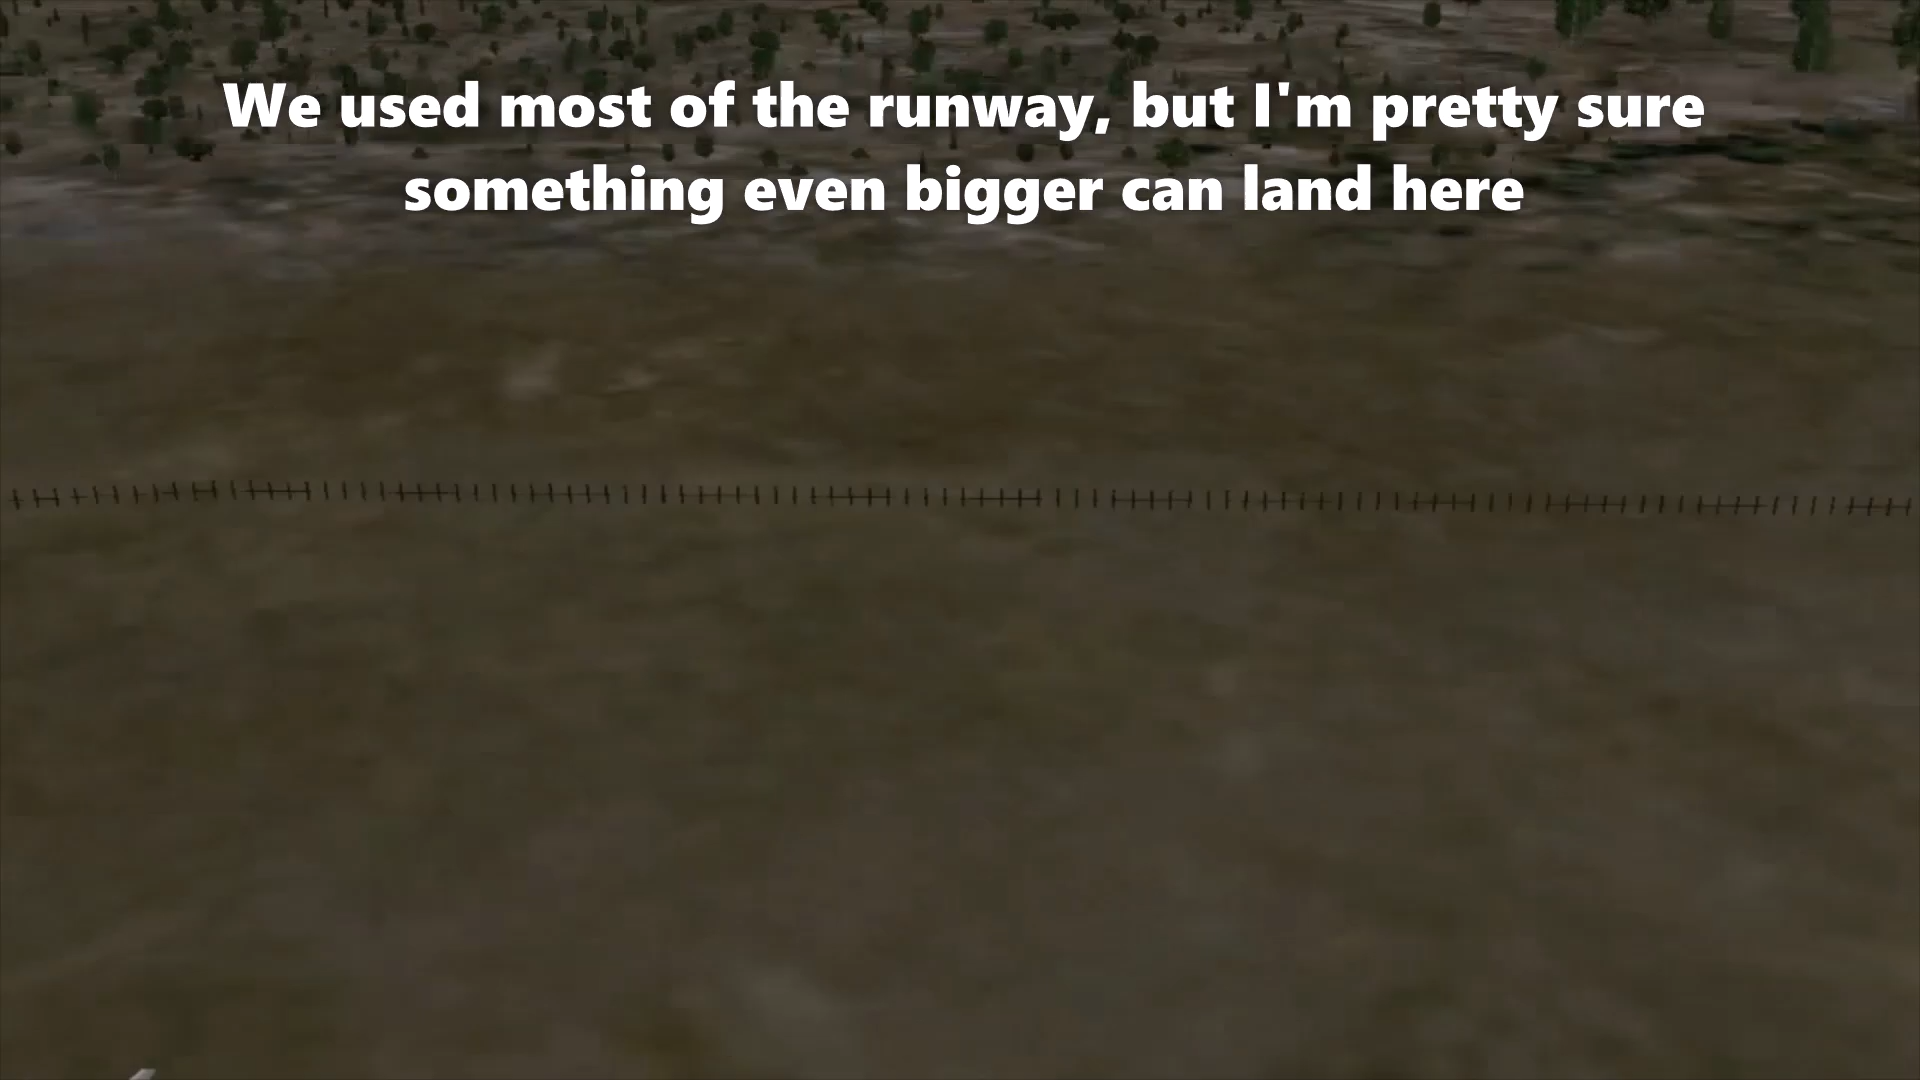 We used most of the runway, but I'm pretty sure
something even bigger can land here